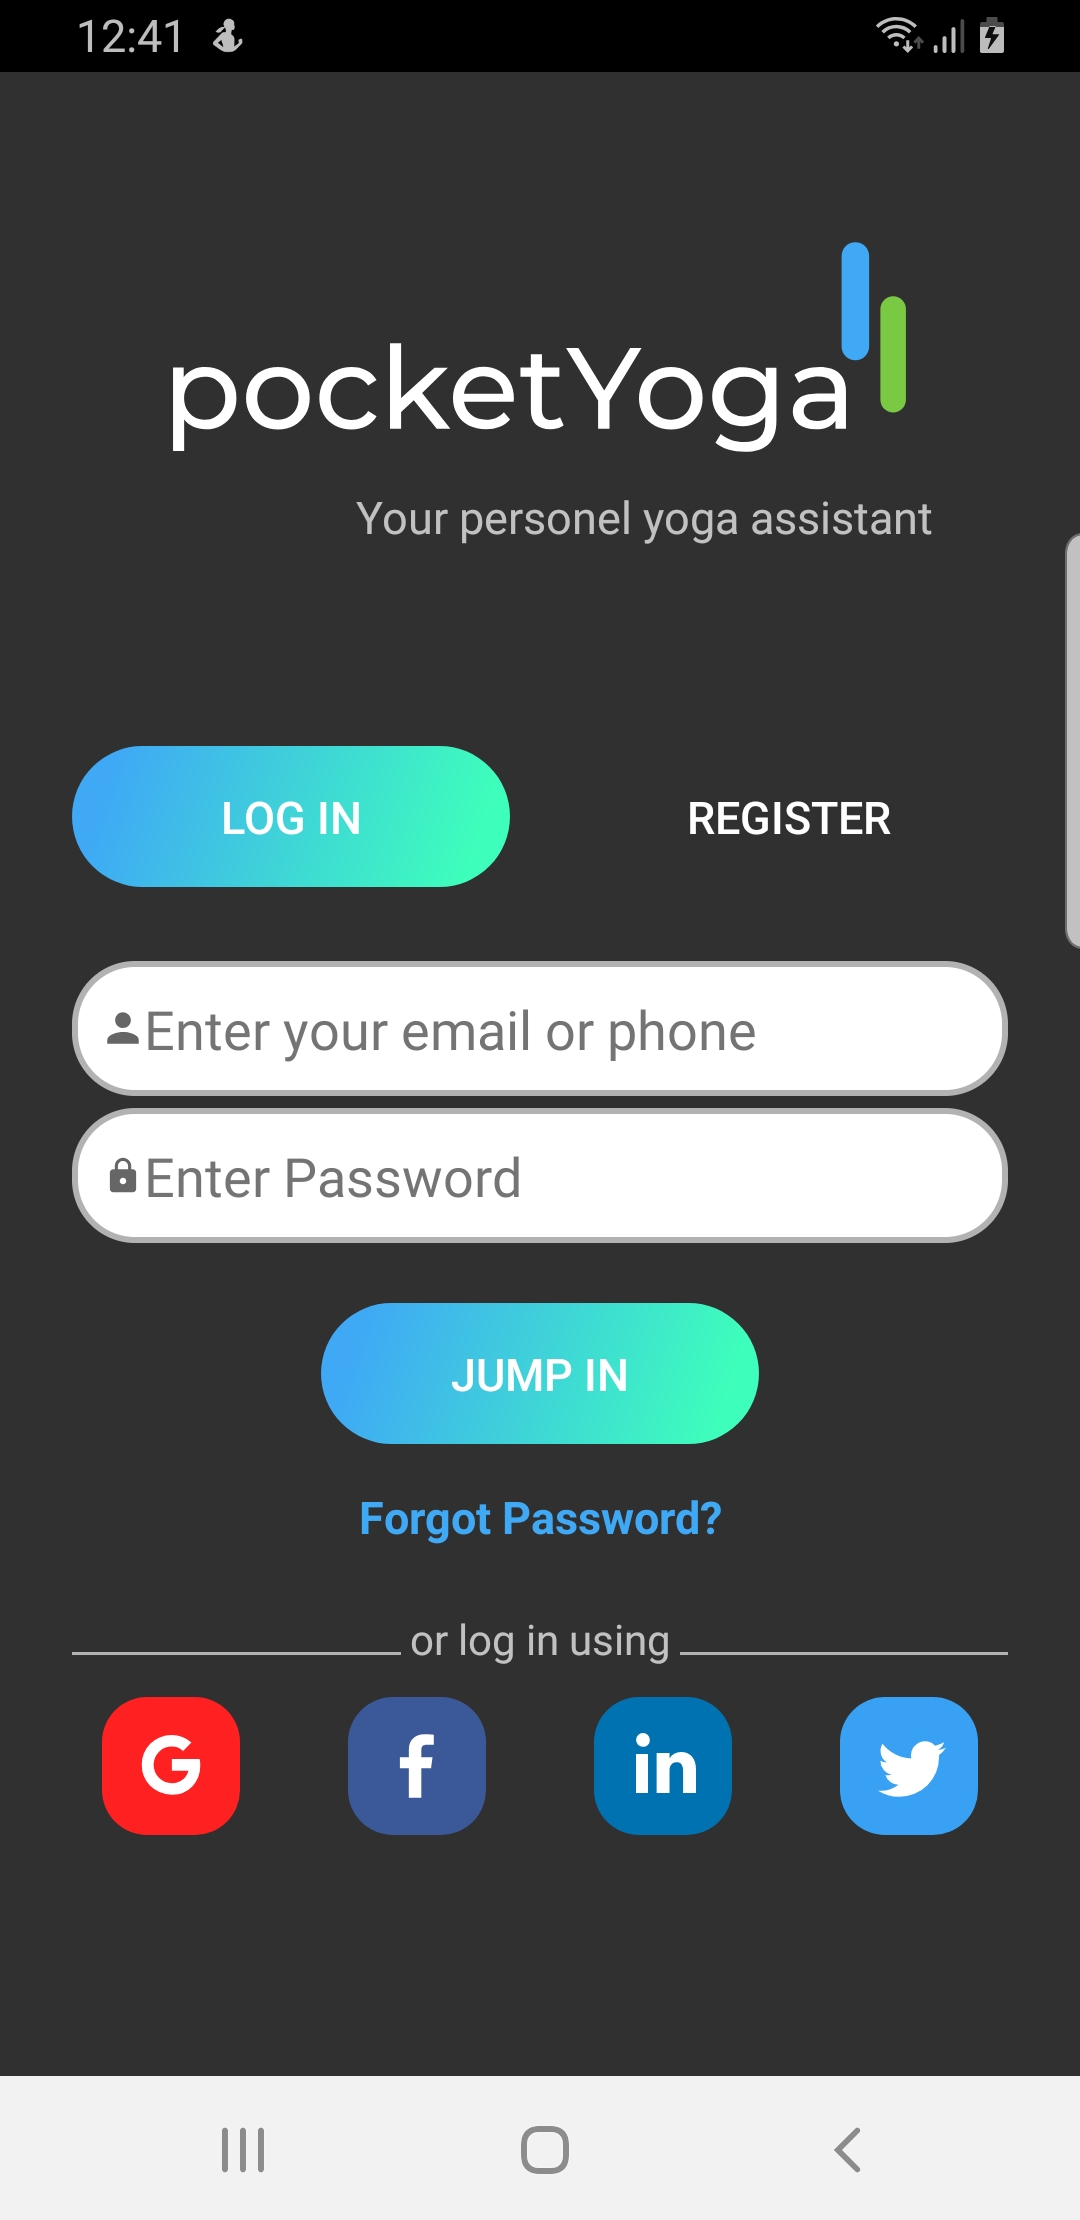 12:41
pocketYoga
Your personel yoga assistant
LOG IN
REGISTER
Enter your email or phone
Enter Password
JUMP IN
Forgot Password?
or log in using